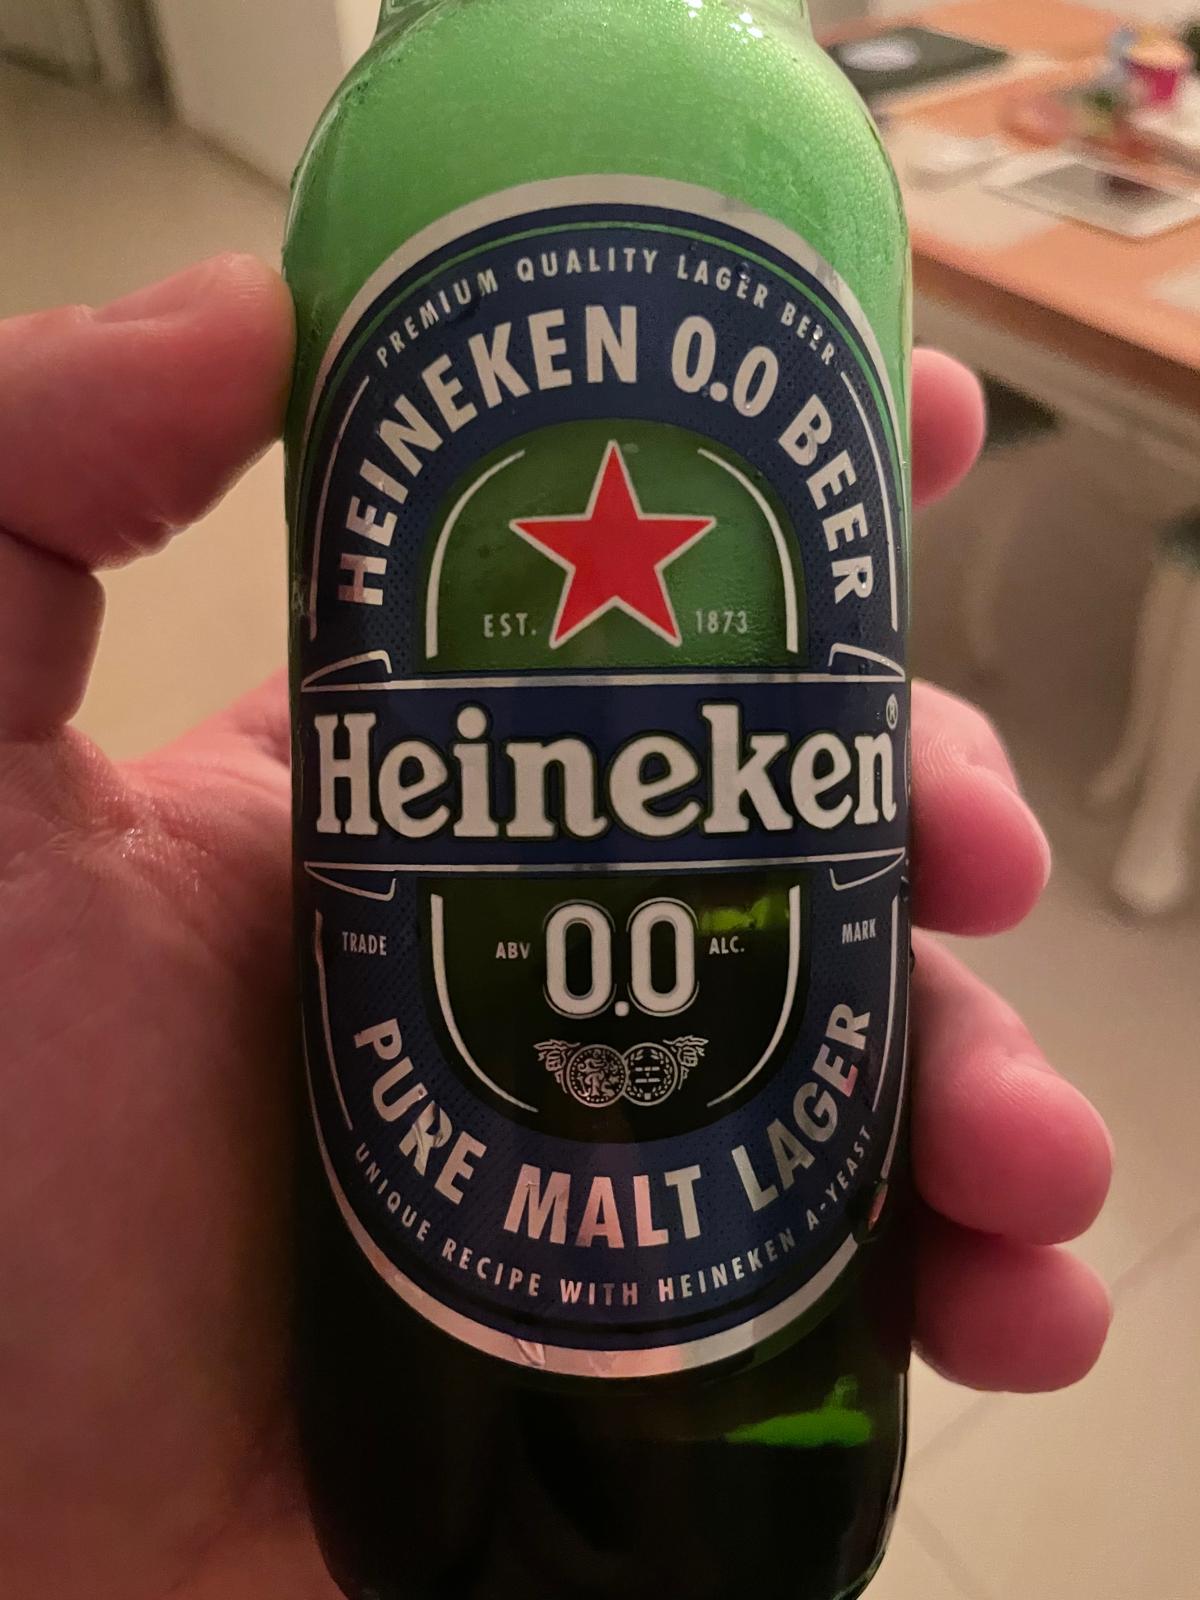 PREMIUM QUALITY LAGER BEER
HEINEKEN 0.0 BEER
EST. 1873
Heineken®
TRADE MARK
ABV 0.0 ALC.
PURE MALT LAGER
UNIQUE RECIPE WITH HEINEKEN A-YEAST